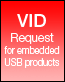 VID
Request
for embedded
USB products